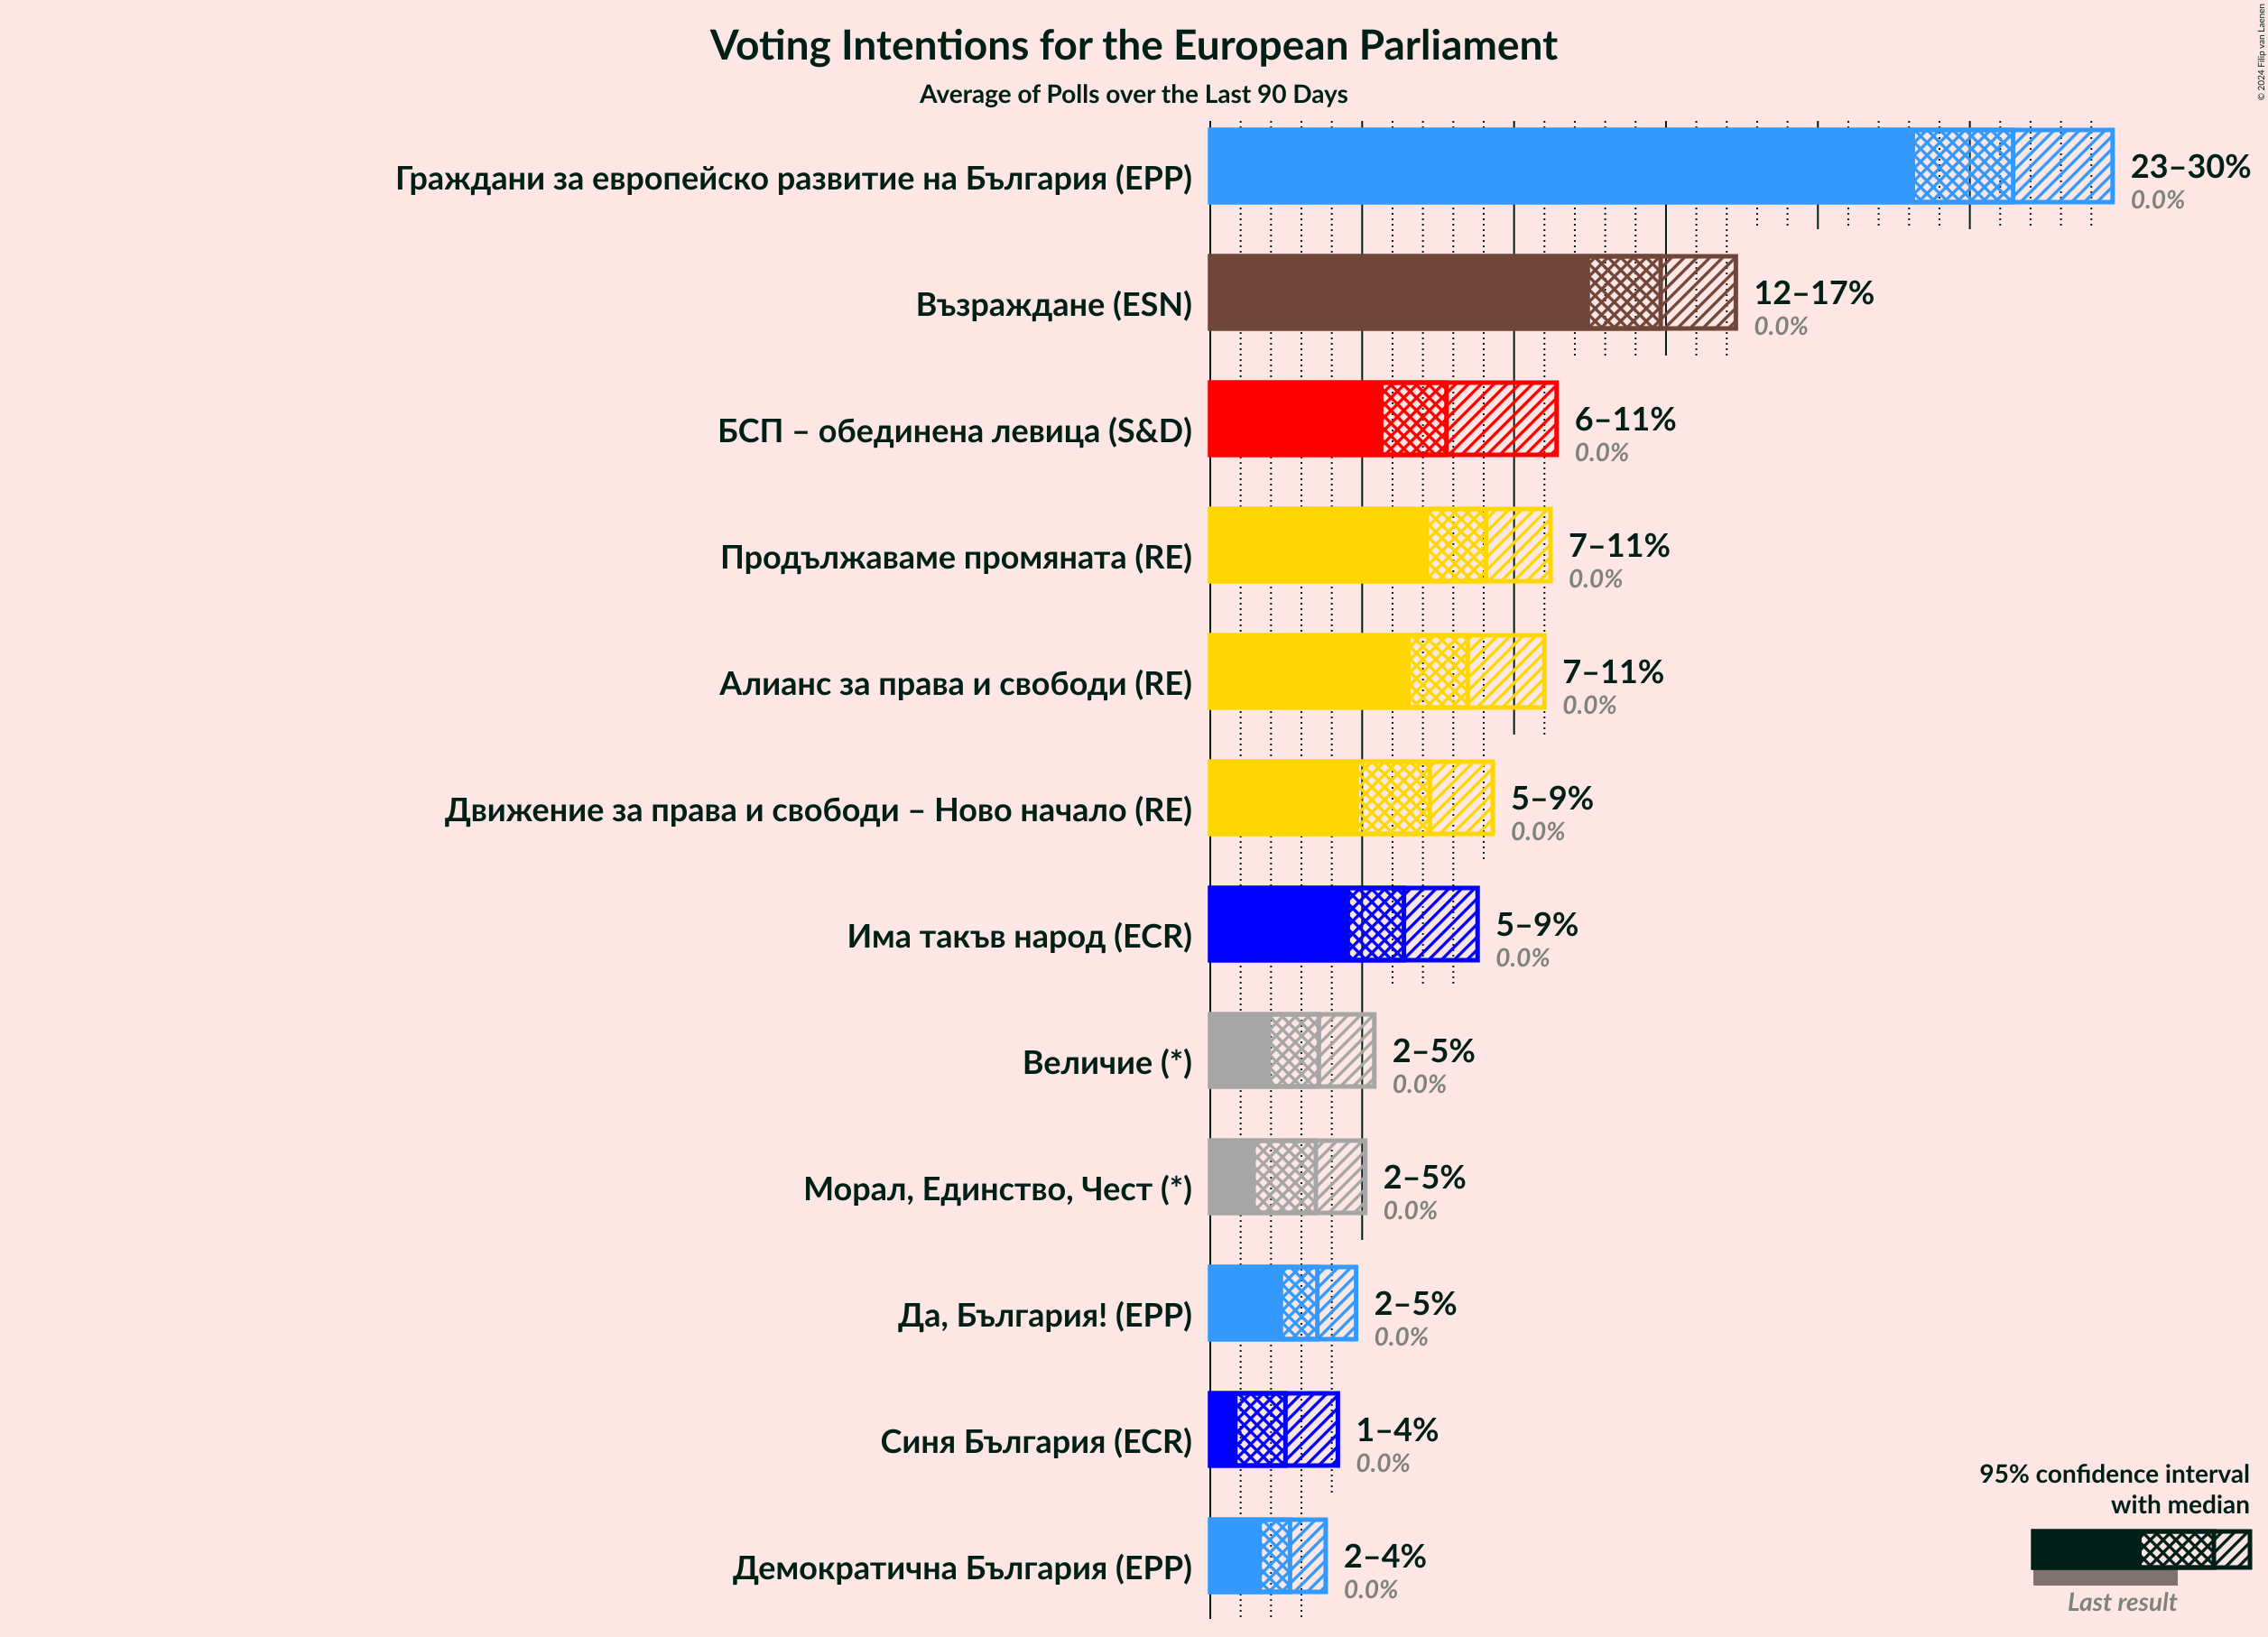 Voting Intentions for the European Parliament
Average of Polls over the Last 90 Days
© 2024 Filip van Laenen
Граждани за европейско развитие на България (EPP)
23–30%
0.0%
Възраждане (ESN)
12–17%
0.0%
БСП – обединена левица (S&D)
6–11%
0.0%
Продължаваме промяната (RE)
7–11%
0.0%
Алианс за права и свободи (RE)
7–11%
0.0%
Движение за права и свободи – Ново начало (RE)
5–9%
0.0%
Има такъв народ (ECR)
5–9%
0.0%
Величие (*)
2–5%
0.0%
Морал, Единство, Чест (*)
2–5%
0.0%
Да, България! (EPP)
2–5%
0.0%
Синя България (ECR)
1–4%
0.0%
Демократична България (EPP)
2–4%
0.0%
95% confidence interval
with median
Last result